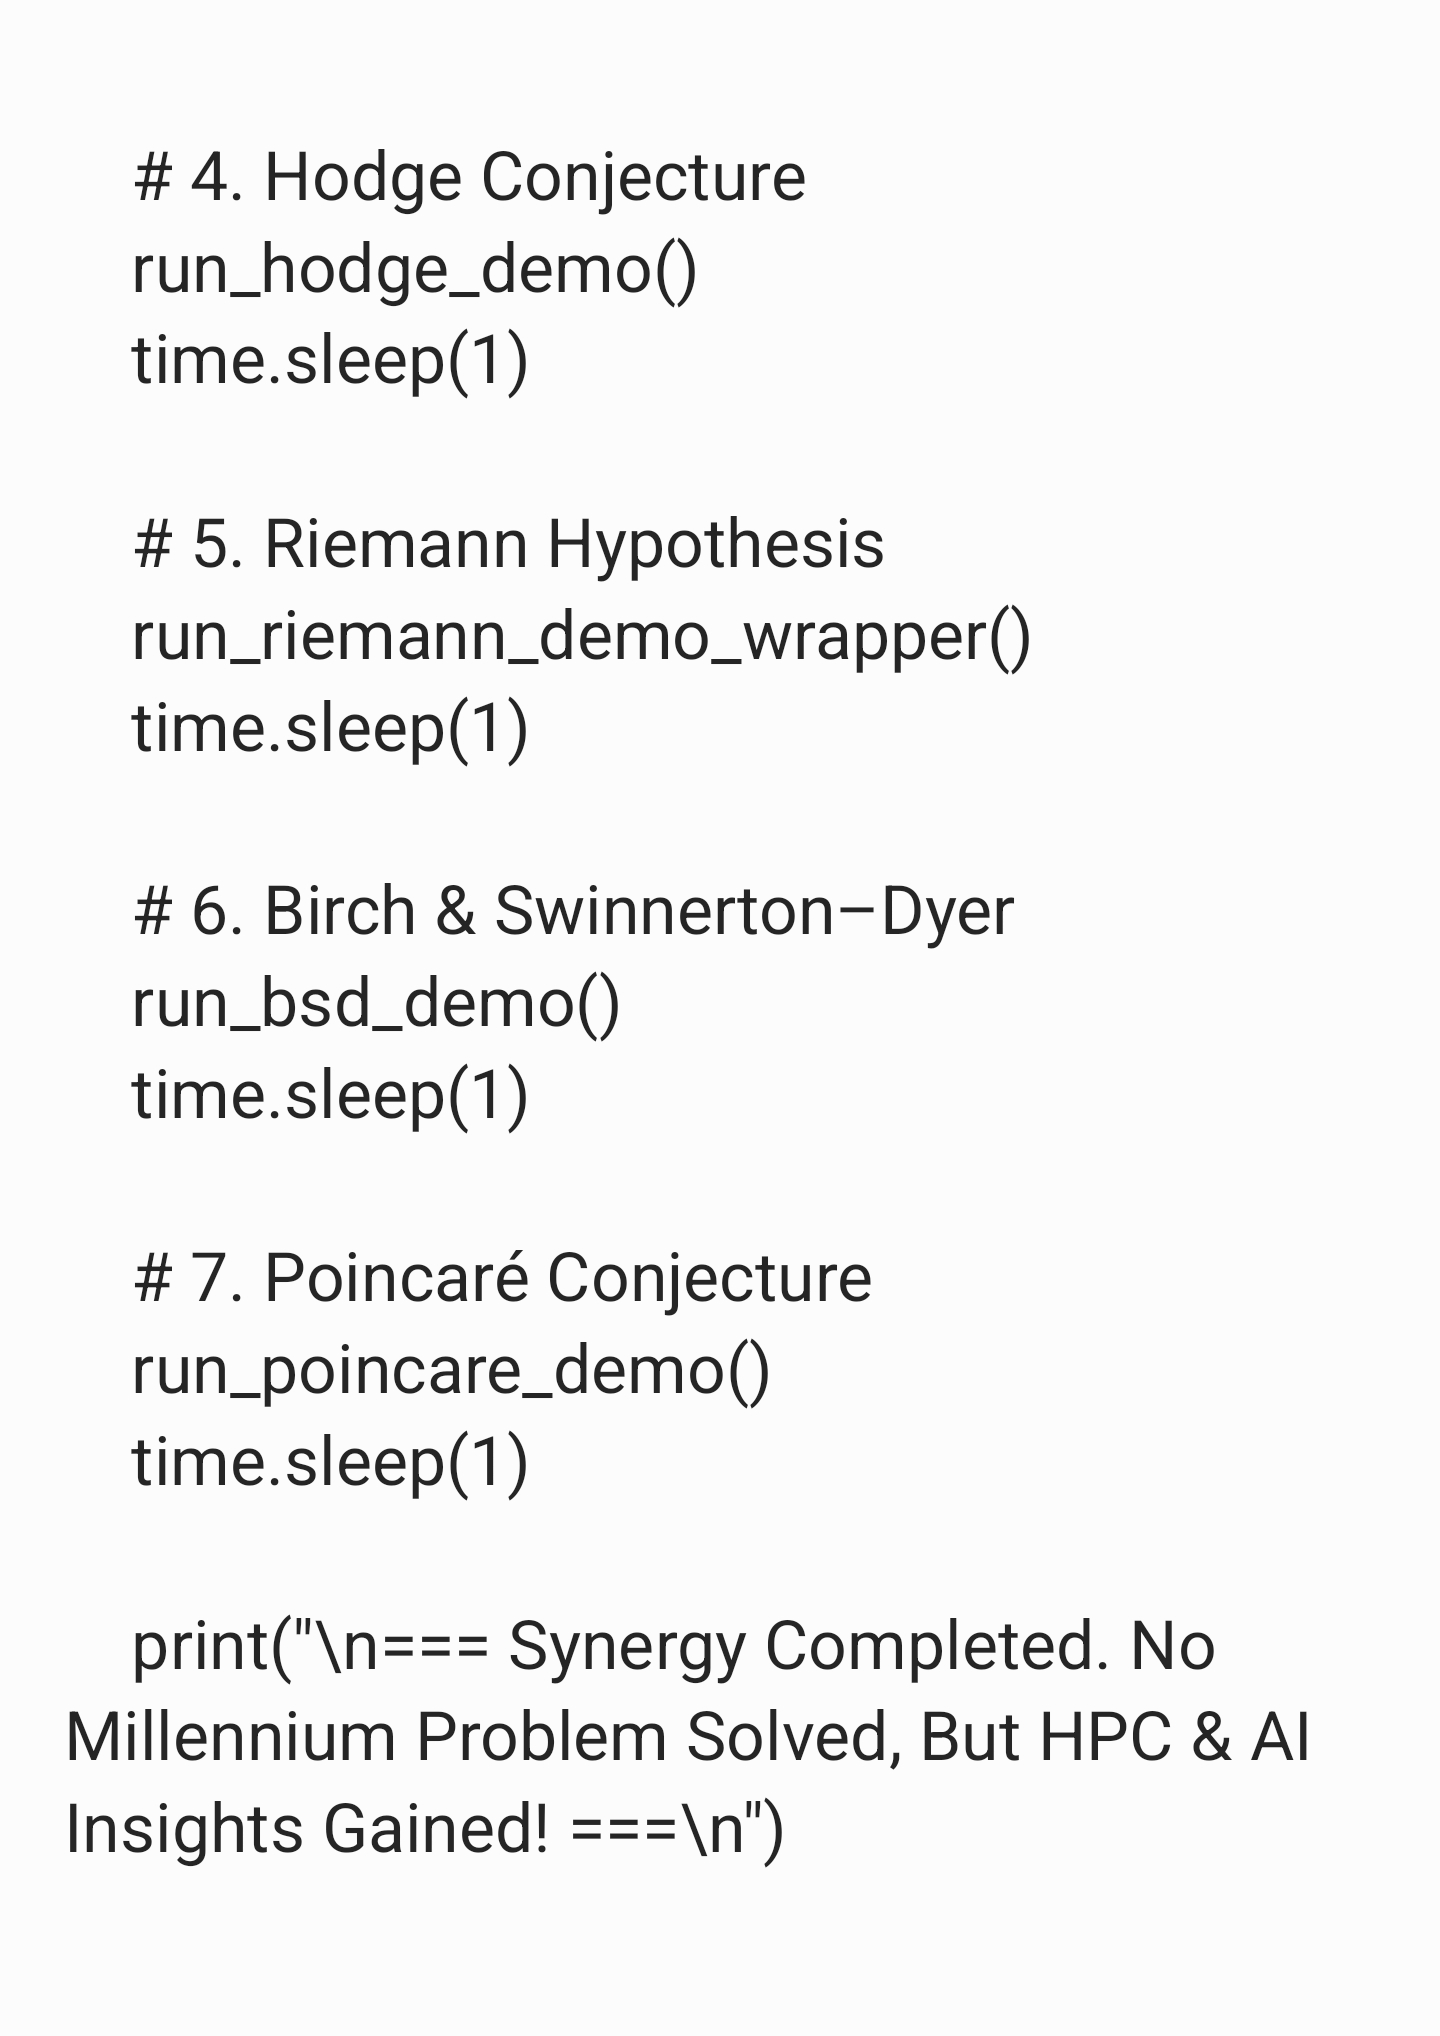 # 4. Hodge Conjecture
run_hodge_demo()
time.sleep(1)
# 5. Riemann Hypothesis
run_riemann_demo_wrapper()
time.sleep(1)
# 6. Birch & Swinnerton–Dyer
run_bsd_demo()
time.sleep(1)
# 7. Poincaré Conjecture
run_poincare_demo()
time.sleep(1)
print("\n=== Synergy Completed. No
Millennium Problem Solved, But HPC & AI
Insights Gained! ===\n")